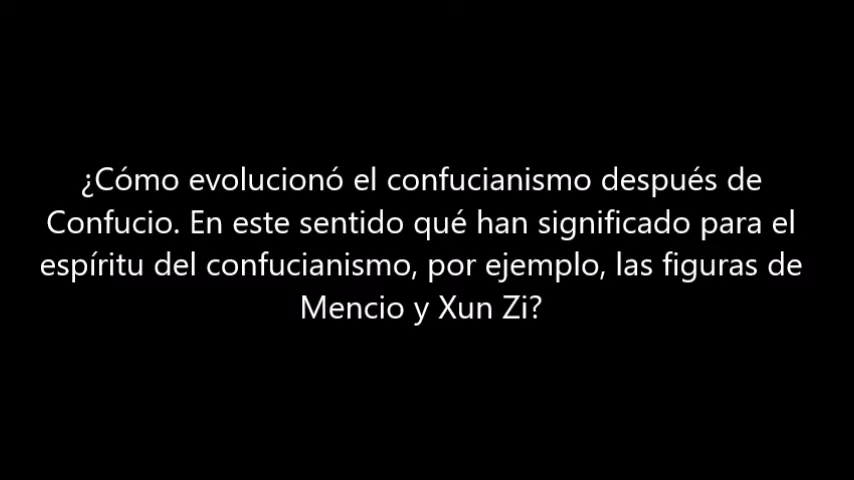 ¿Cómo evolucionó el confucianismo después de
Confucio. En este sentido qué han significado para el
espíritu del confucianismo, por ejemplo, las figuras de
Mencio y Xun Zi?